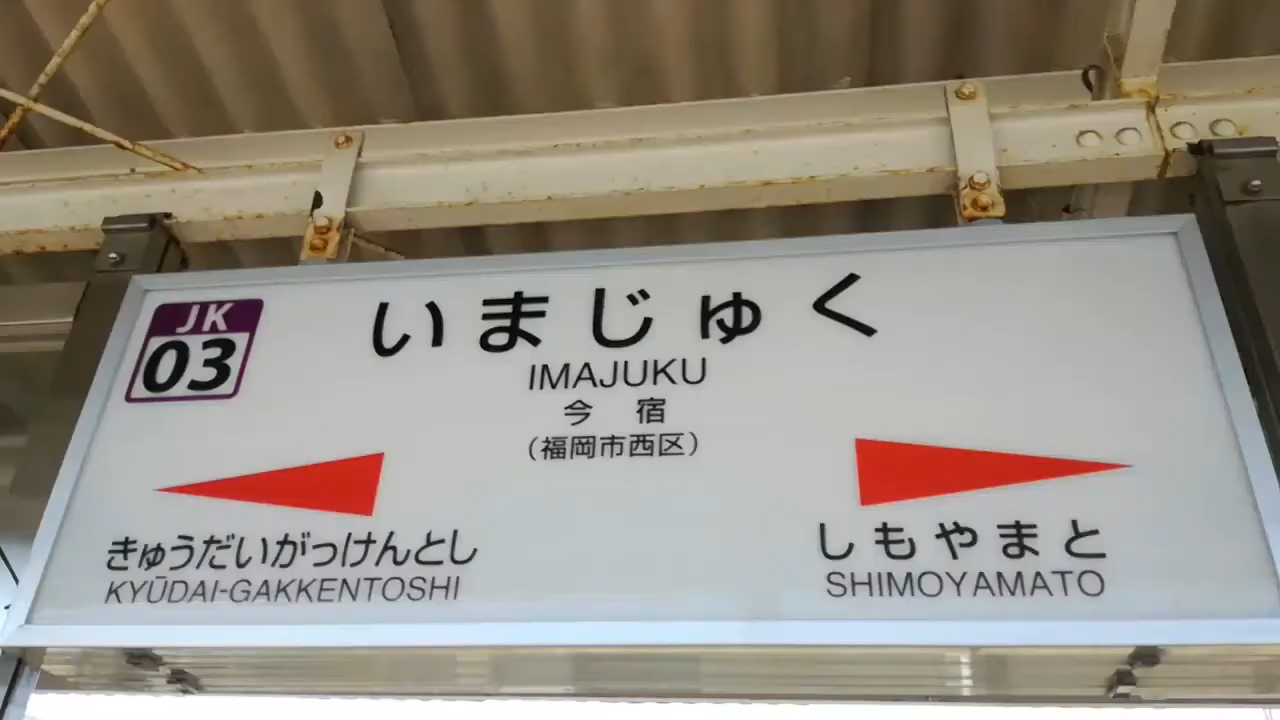 JK
03
いまじゅく
IMAJUKU
今宿
（福岡市西区）
きゅうだいがっけんとし
KYŪDAI-GAKKENTOSHI
しもやまと
SHIMOYAMATO